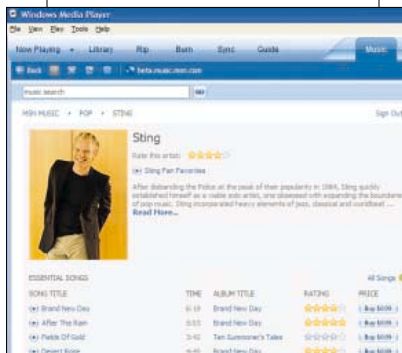 Windows Media Player
File View Play Tools Help
Now Playing Library Rip Burn Sync Guide Music
Back beta.music.msn.com
music search GO
MSN MUSIC POP STING Sign Out
Sting
Rate this artist:
Sting Fan Favorites
After disbanding the Police at the peak of their popularity in 1984, Sting quickly
established himself as a viable solo artist, one obsessed with expanding the boundaries
of pop music. Sting incorporated heavy elements of jazz, classical and worldbeat ...
Read More...
ESSENTIAL SONGS All Songs
SONG TITLE TIME ALBUM TITLE RATING PRICE
Brand New Day 6:19 Brand New Day Buy $0.99
After The Rain Brand New Day Buy $0.99
Fields Of Gold 3:42 Ten Summoner's Tales Buy $0.99
Desert Rose Brand New Day Buy $0.99